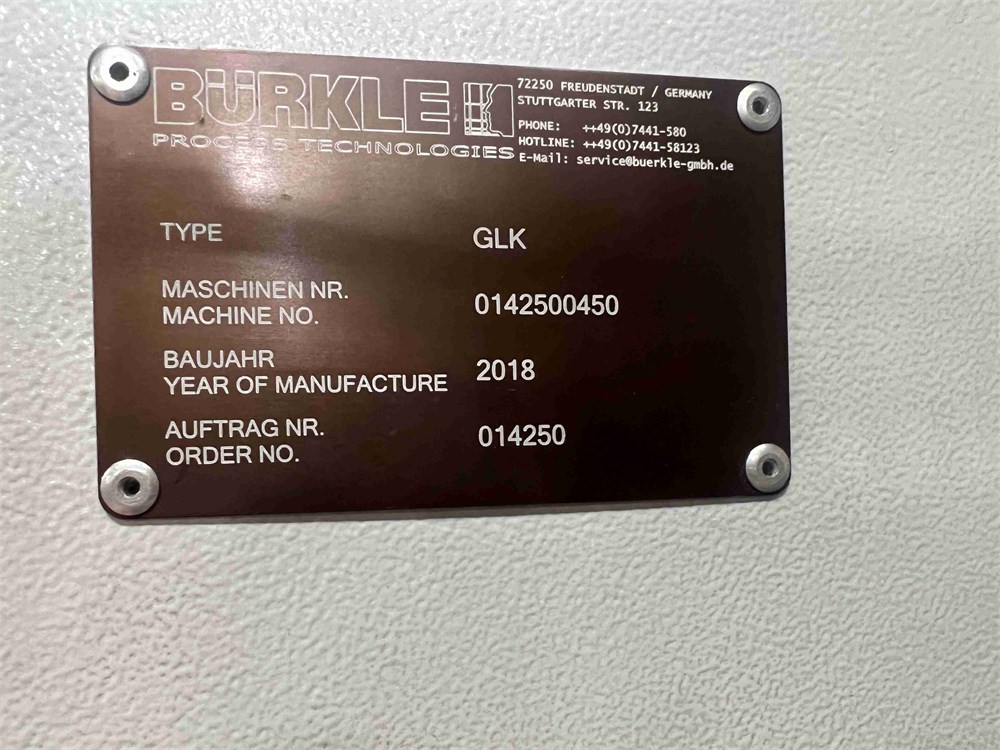 BÜRKLE
PROCESS TECHNOLOGIES
72250 FREUDENSTADT / GERMANY
STUTTGARTER STR. 123
PHONE: ++49(0)7441-580
HOTLINE: ++49(0)7441-58123
E-Mail: service@buerkle-gmbh.de
TYPE GLK
MASCHINEN NR.
MACHINE NO. 0142500450
BAUJAHR
YEAR OF MANUFACTURE 2018
AUFTRAG NR.
ORDER NO. 014250